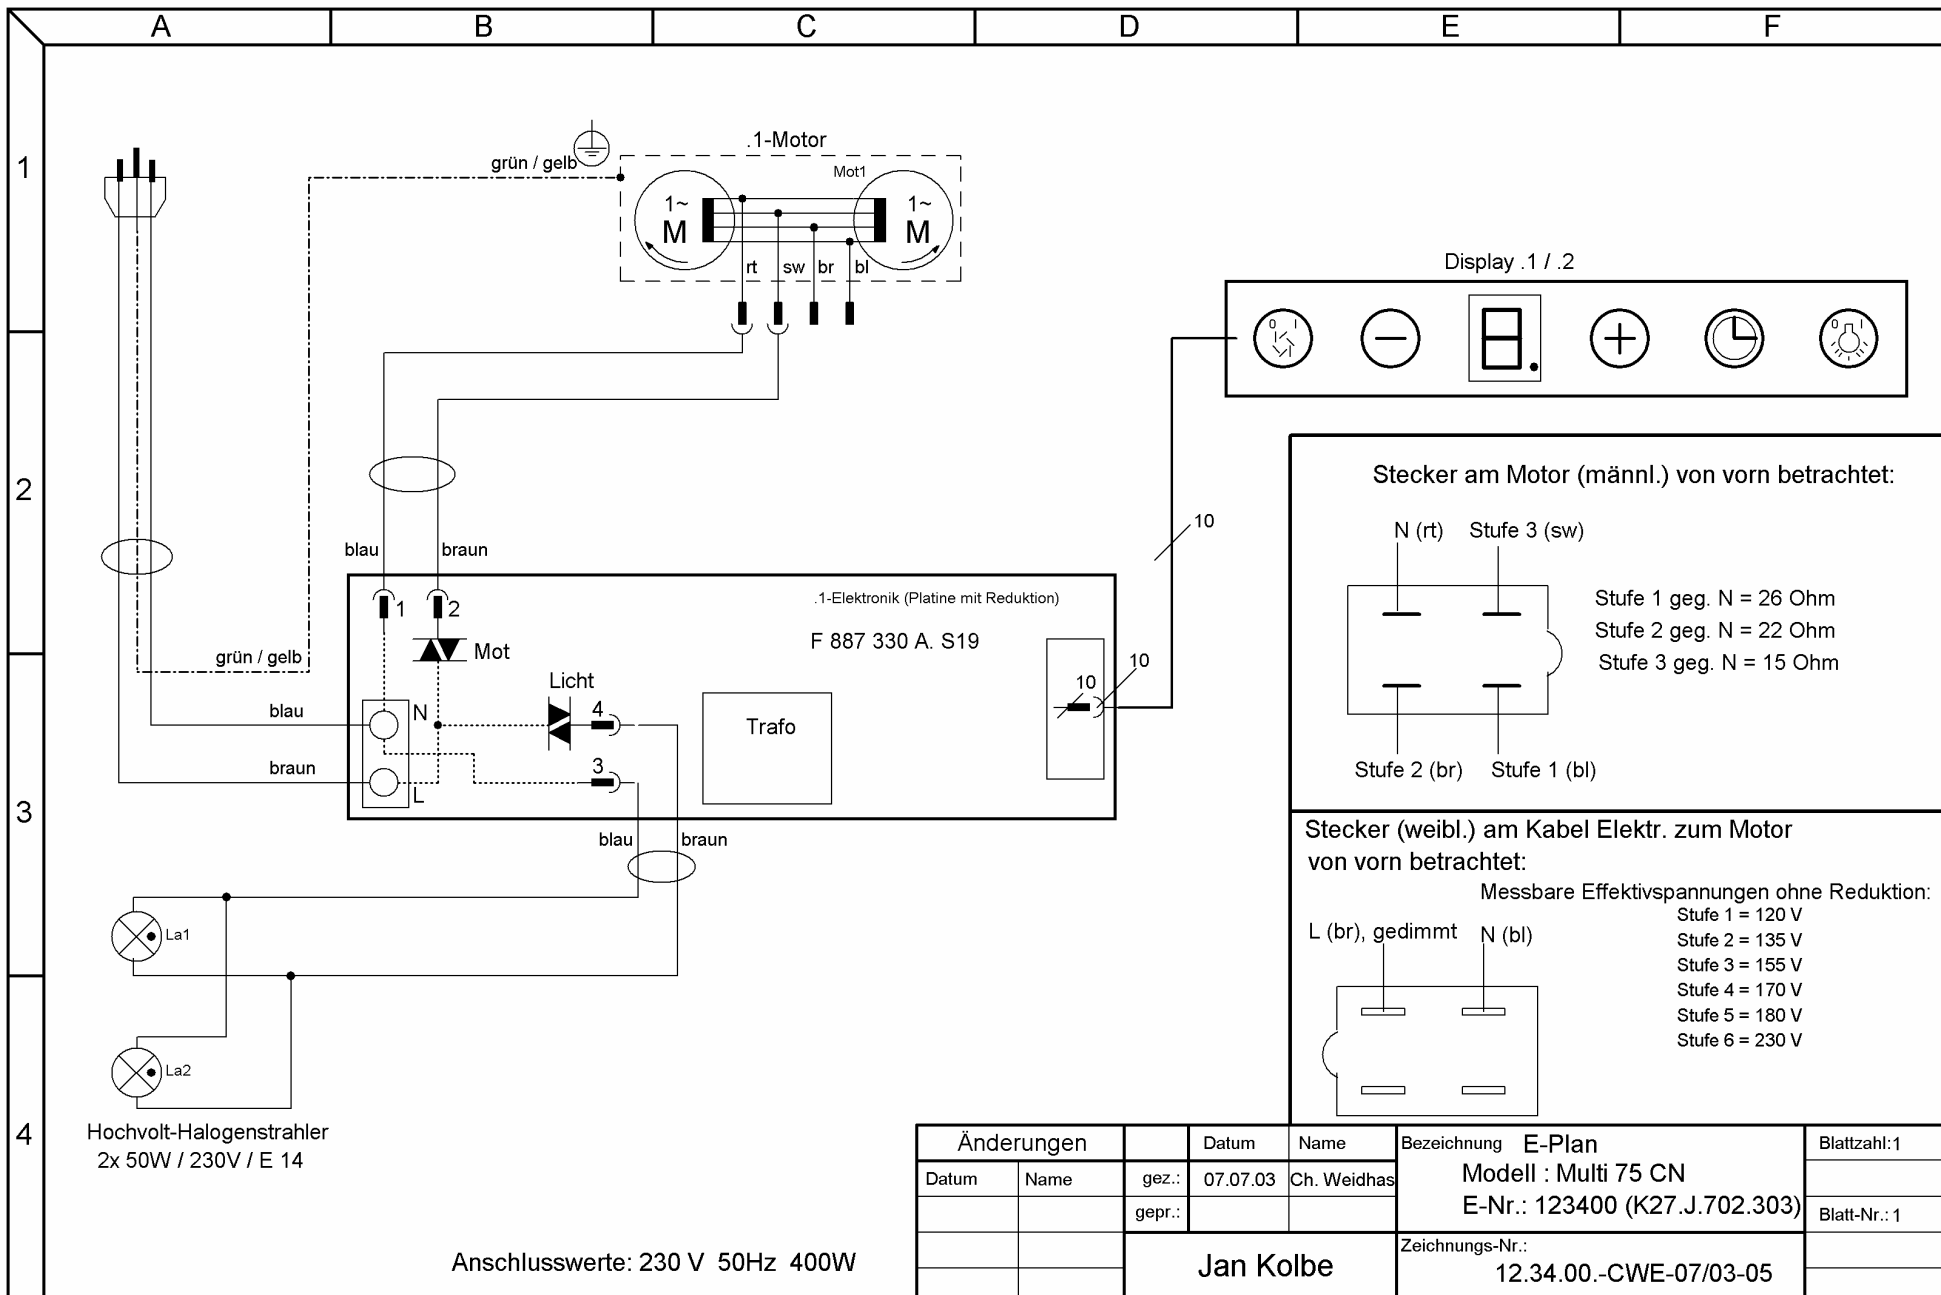 A
B
C
D
E
F
1
2
3
4
grün / gelb
.1-Motor
Mot1
1~
M
1~
M
rt
sw
br
bl
Display .1 / .2
0 I
0 I
10
blau
braun
1
2
.1-Elektronik (Platine mit Reduktion)
F 887 330 A. S19
Mot
grün / gelb
Licht
10
10
blau
N
4
Trafo
braun
3
L
blau
braun
La1
La2
Hochvolt-Halogenstrahler
2x 50W / 230V / E 14
Anschlusswerte: 230 V 50Hz 400W
Stecker am Motor (männl.) von vorn betrachtet:
N (rt)
Stufe 3 (sw)
Stufe 1 geg. N = 26 Ohm
Stufe 2 geg. N = 22 Ohm
Stufe 3 geg. N = 15 Ohm
Stufe 2 (br)
Stufe 1 (bl)
Stecker (weibl.) am Kabel Elektr. zum Motor
von vorn betrachtet:
Messbare Effektivspannungen ohne Reduktion:
Stufe 1 = 120 V
Stufe 2 = 135 V
Stufe 3 = 155 V
Stufe 4 = 170 V
Stufe 5 = 180 V
Stufe 6 = 230 V
L (br), gedimmt
N (bl)
Änderungen
Datum
Name
Datum
Name
gez.:
07.07.03
Ch. Weidhas
gepr.:
Jan Kolbe
Bezeichnung E-Plan
Modell : Multi 75 CN
E-Nr.: 123400 (K27.J.702.303)
Zeichnungs-Nr.:
12.34.00.-CWE-07/03-05
Blattzahl:1
Blatt-Nr.: 1